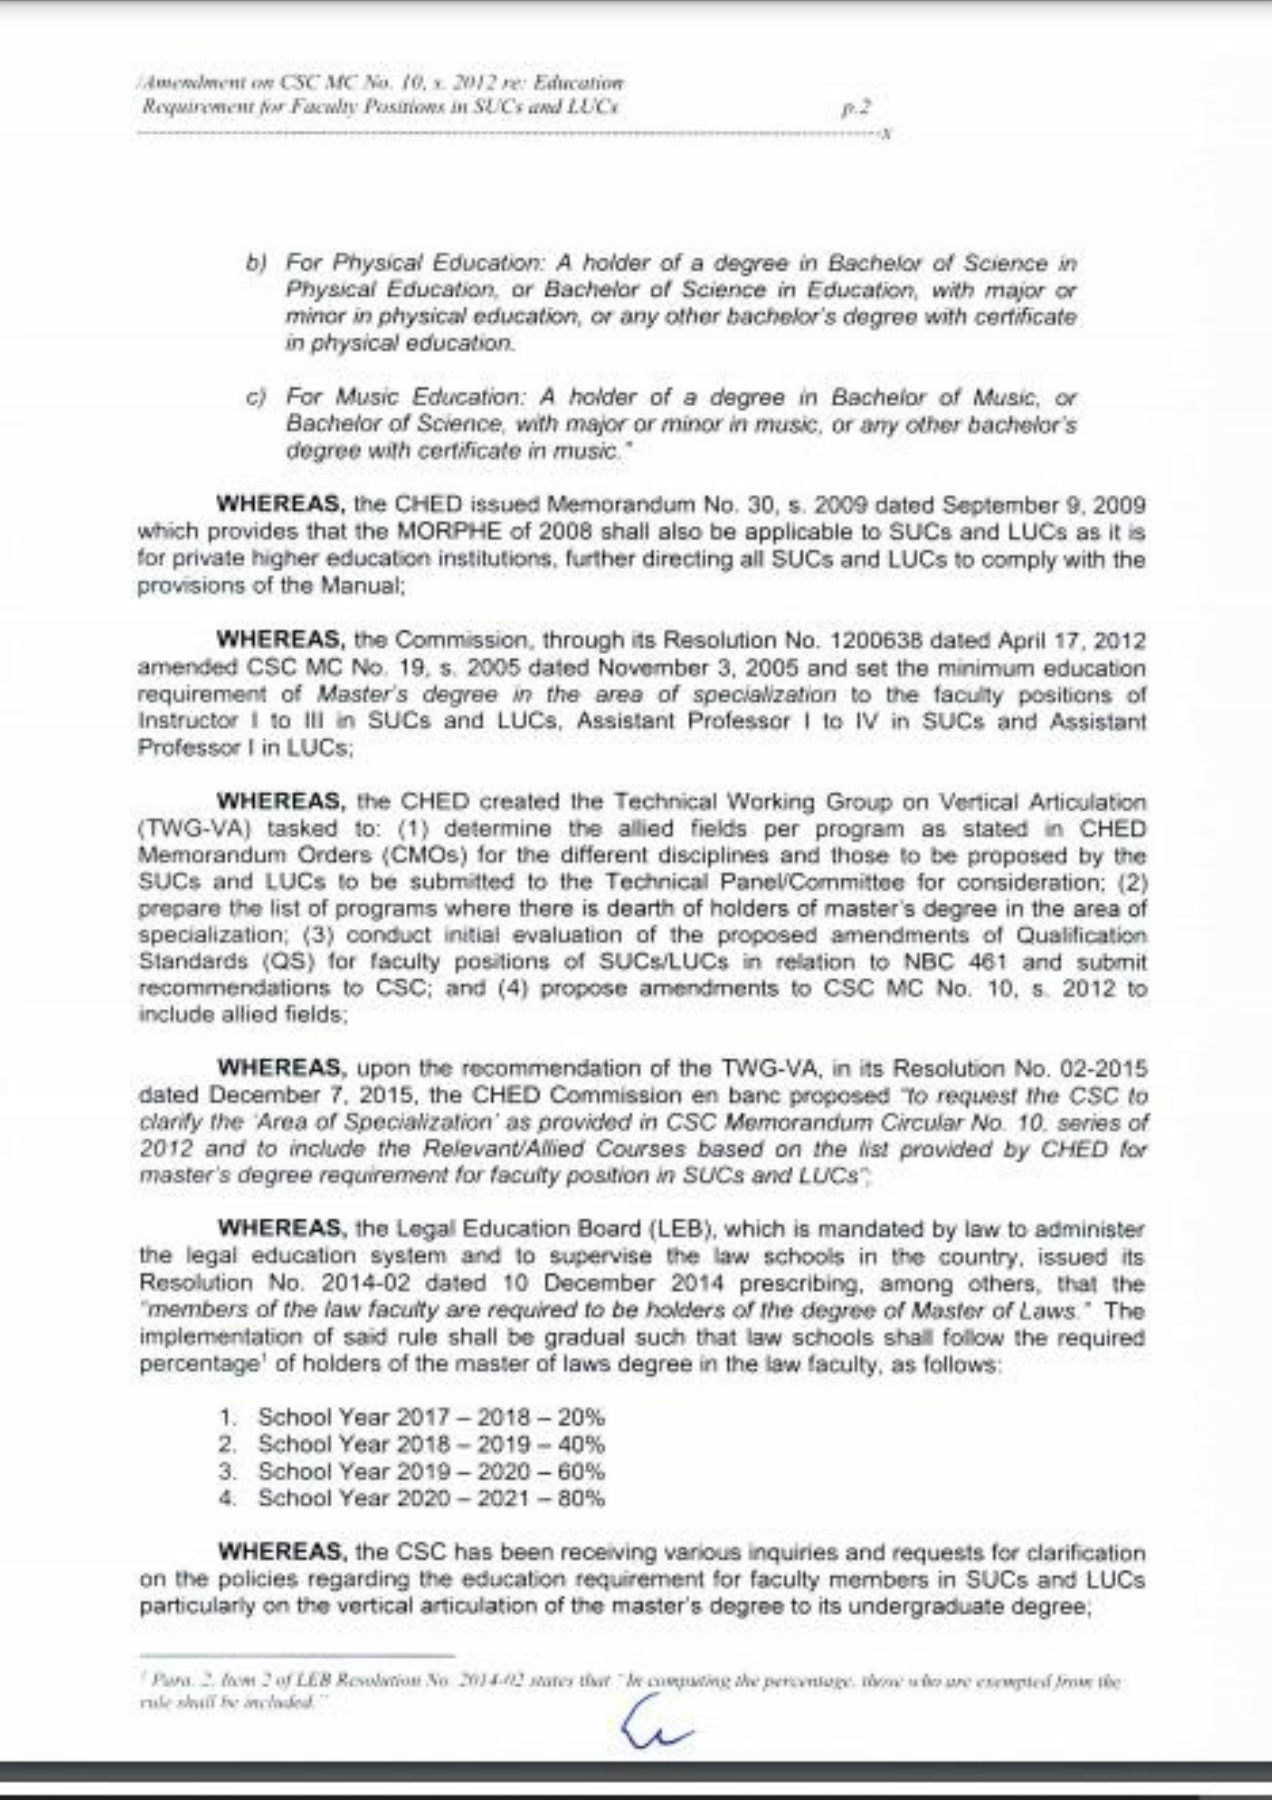 /Amendment on CSC MC No. 10, s. 2012 re: Education
Requirement for Faculty Positions in SUCs and LUCs p.2
x
b) For Physical Education: A holder of a degree in Bachelor of Science in
Physical Education, or Bachelor of Science in Education, with major or
minor in physical education, or any other bachelor's degree with certificate
in physical education.
c) For Music Education: A holder of a degree in Bachelor of Music, or
Bachelor of Science, with major or minor in music, or any other bachelor's
degree with certificate in music."
WHEREAS, the CHED issued Memorandum No. 30, s. 2009 dated September 9, 2009
which provides that the MORPHE of 2008 shall also be applicable to SUCs and LUCs as it is
for private higher education institutions, further directing all SUCs and LUCs to comply with the
provisions of the Manual;
WHEREAS, the Commission, through its Resolution No. 1200638 dated April 17, 2012
amended CSC MC No. 19, s. 2005 dated November 3, 2005 and set the minimum education
requirement of Master's degree in the area of specialization to the faculty positions of
Instructor I to III in SUCs and LUCs, Assistant Professor I to IV in SUCs and Assistant
Professor I in LUCs;
WHEREAS, the CHED created the Technical Working Group on Vertical Articulation
(TWG-VA) tasked to: (1) determine the allied fields per program as stated in CHED
Memorandum Orders (CMOs) for the different disciplines and those to be proposed by the
SUCs and LUCs to be submitted to the Technical Panel/Committee for consideration; (2)
prepare the list of programs where there is dearth of holders of master's degree in the area of
specialization; (3) conduct initial evaluation of the proposed amendments of Qualification
Standards (QS) for faculty positions of SUCs/LUCs in relation to NBC 461 and submit
recommendations to CSC; and (4) propose amendments to CSC MC No. 10, s. 2012 to
include allied fields;
WHEREAS, upon the recommendation of the TWG-VA, in its Resolution No. 02-2015
dated December 7, 2015, the CHED Commission en banc proposed "to request the CSC to
clarify the 'Area of Specialization' as provided in CSC Memorandum Circular No. 10, series of
2012 and to include the Relevant/Allied Courses based on the list provided by CHED for
master's degree requirement for faculty position in SUCs and LUCs";
WHEREAS, the Legal Education Board (LEB), which is mandated by law to administer
the legal education system and to supervise the law schools in the country, issued its
Resolution No. 2014-02 dated 10 December 2014 prescribing, among others, that the
"members of the law faculty are required to be holders of the degree of Master of Laws." The
implementation of said rule shall be gradual such that law schools shall follow the required
percentage¹ of holders of the master of laws degree in the law faculty, as follows:
1. School Year 2017 – 2018 – 20%
2. School Year 2018 – 2019 – 40%
3. School Year 2019 – 2020 – 60%
4. School Year 2020 – 2021 – 80%
WHEREAS, the CSC has been receiving various inquiries and requests for clarification
on the policies regarding the education requirement for faculty members in SUCs and LUCs
particularly on the vertical articulation of the master's degree to its undergraduate degree;
¹ Para. 2, Item 2 of LEB Resolution No. 2014-02 states that "In computing the percentage, those who are exempted from the
rule shall be included."